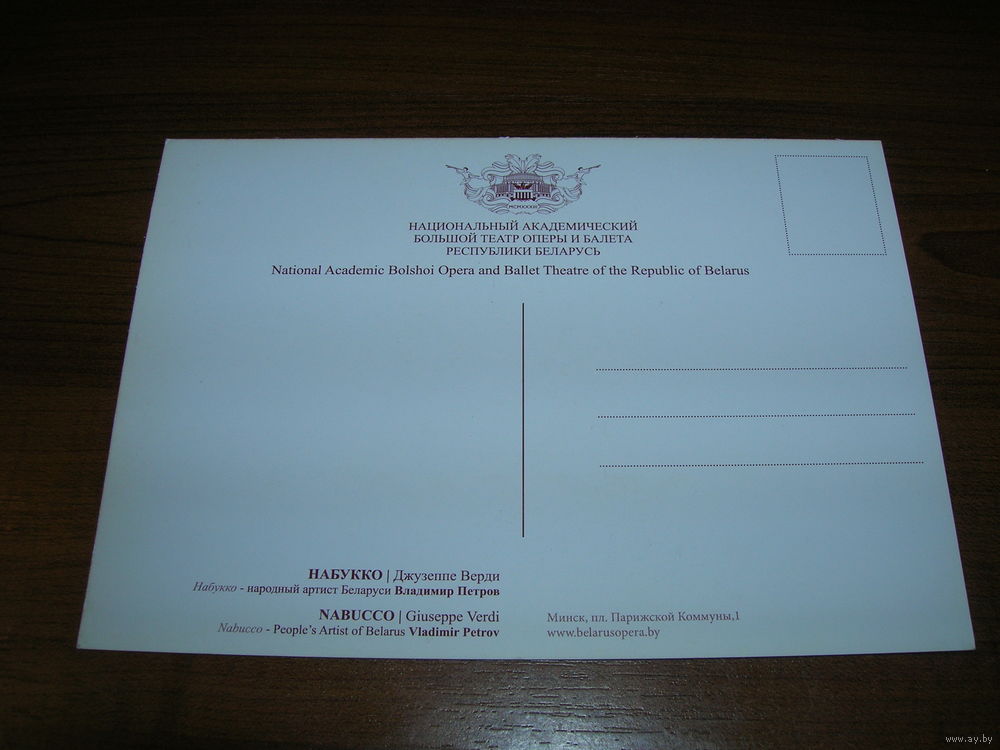 MCMXXXIII
НАЦИОНАЛЬНЫЙ АКАДЕМИЧЕСКИЙ
БОЛЬШОЙ ТЕАТР ОПЕРЫ И БАЛЕТА
РЕСПУБЛИКИ БЕЛАРУСЬ
National Academic Bolshoi Opera and Ballet Theatre of the Republic of Belarus
НАБУККО | Джузеппе Верди
Набукко - народный артист Беларуси Владимир Петров
NABUCCO | Giuseppe Verdi
Nabucco - People's Artist of Belarus Vladimir Petrov
Минск, пл. Парижской Коммуны,1
www.belarusopera.by
www.ay.by